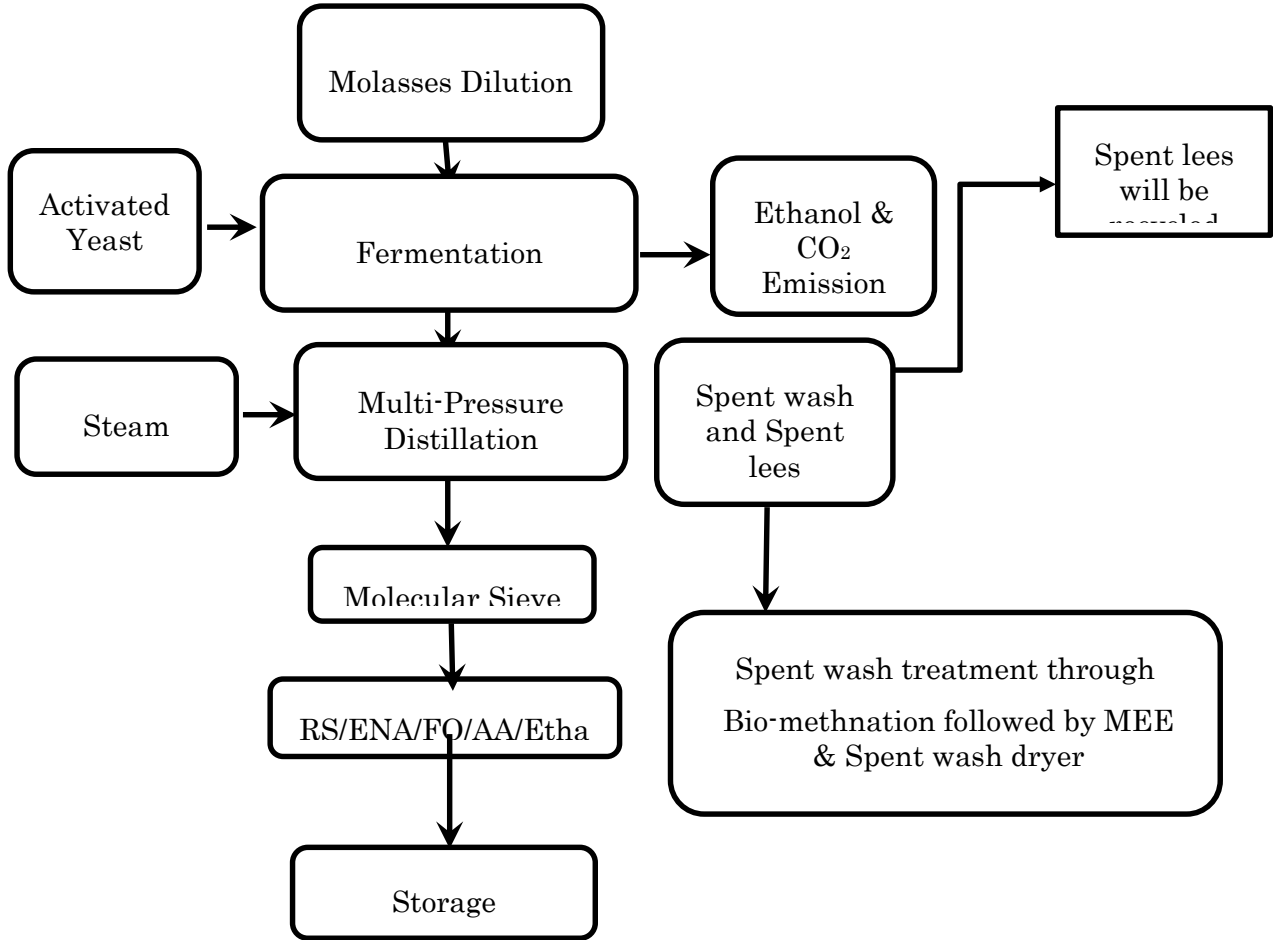 Molasses Dilution
Activated
Yeast
Fermentation
Ethanol &
CO₂
Emission
Spent lees
will be
recycled
Steam
Multi-Pressure
Distillation
Spent wash
and Spent
lees
Molecular Sieve
RS/ENA/FO/AA/Etha
Spent wash treatment through
Bio-methnation followed by MEE
& Spent wash dryer
Storage